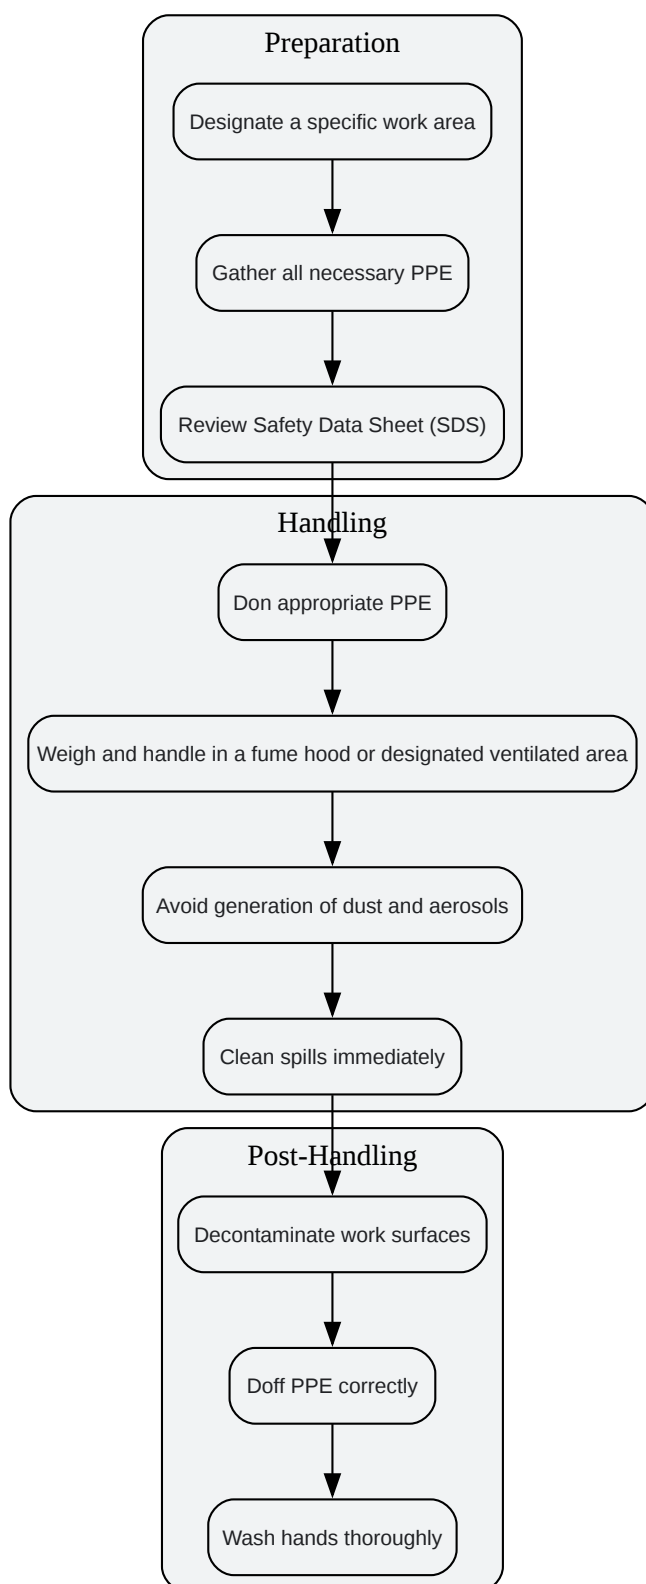 Preparation
Designate a specific work area
Gather all necessary PPE
Review Safety Data Sheet (SDS)
Handling
Don appropriate PPE
Weigh and handle in a fume hood or designated ventilated area
Avoid generation of dust and aerosols
Clean spills immediately
Post-Handling
Decontaminate work surfaces
Doff PPE correctly
Wash hands thoroughly